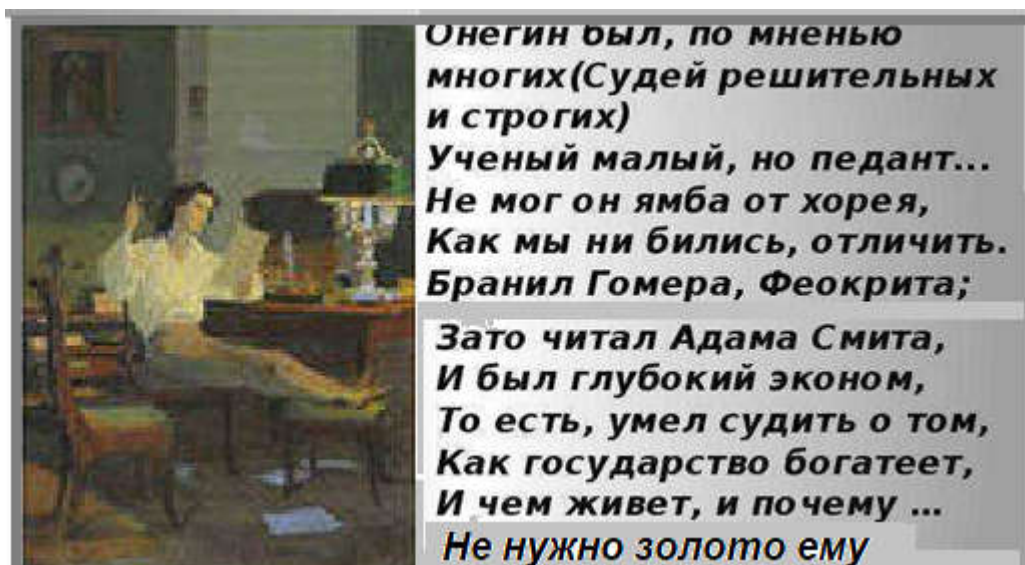 Онегин был, по мненью
многих(Судей решительных
и строгих)
Ученый малый, но педант...
Не мог он ямба от хорея,
Как мы ни бились, отличить.
Бранил Гомера, Феокрита;
Зато читал Адама Смита,
И был глубокий эконом,
То есть, умел судить о том,
Как государство богатеет,
И чем живет, и почему ...
Не нужно золото ему